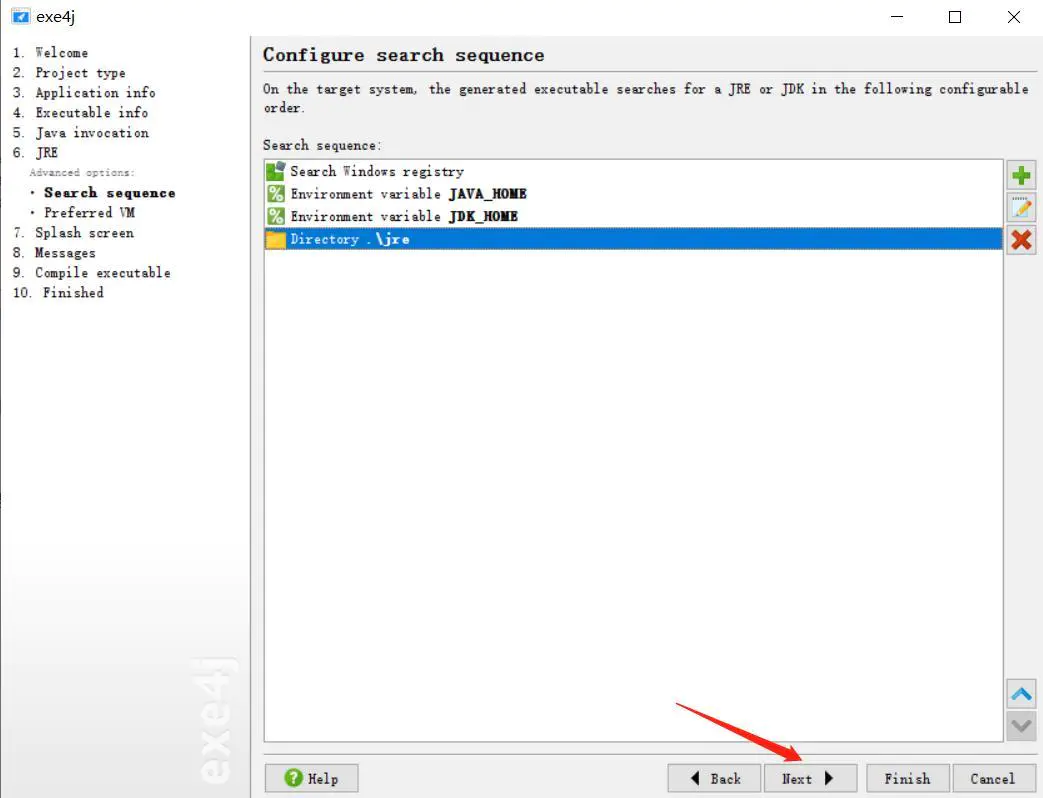 exe4j
1. Welcome
2. Project type
3. Application info
4. Executable info
5. Java invocation
6. JRE
Advanced options:
· Search sequence
· Preferred VM
7. Splash screen
8. Messages
9. Compile executable
10. Finished
exe4j
Configure search sequence
On the target system, the generated executable searches for a JRE or JDK in the following configurable
order.
Search sequence:
Search Windows registry
Environment variable JAVA_HOME
Environment variable JDK_HOME
Directory .\jre
Help
Back
Next
Finish
Cancel